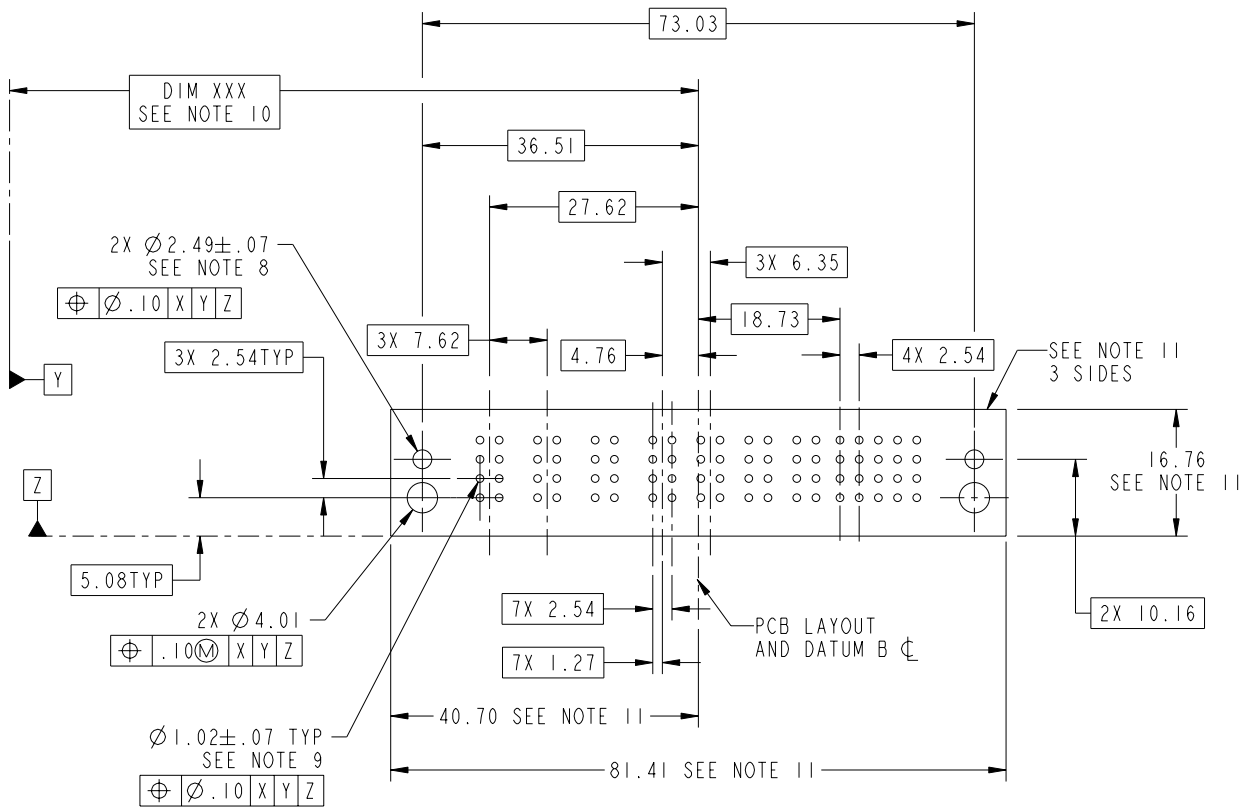 73.03
DIM XXX
SEE NOTE 10
36.51
27.62
2X Ø2.49±.07
SEE NOTE 8
⌖ Ø.10 X Y Z
3X 6.35
18.73
3X 7.62
4.76
4X 2.54
3X 2.54TYP
SEE NOTE 11
3 SIDES
Y
16.76
SEE NOTE 11
Z
5.08TYP
2X Ø4.01
⌖ .10Ⓜ X Y Z
7X 2.54
PCB LAYOUT
AND DATUM B ℄
2X 10.16
7X 1.27
40.70 SEE NOTE 11
Ø1.02±.07 TYP
SEE NOTE 9
⌖ Ø.10 X Y Z
81.41 SEE NOTE 11